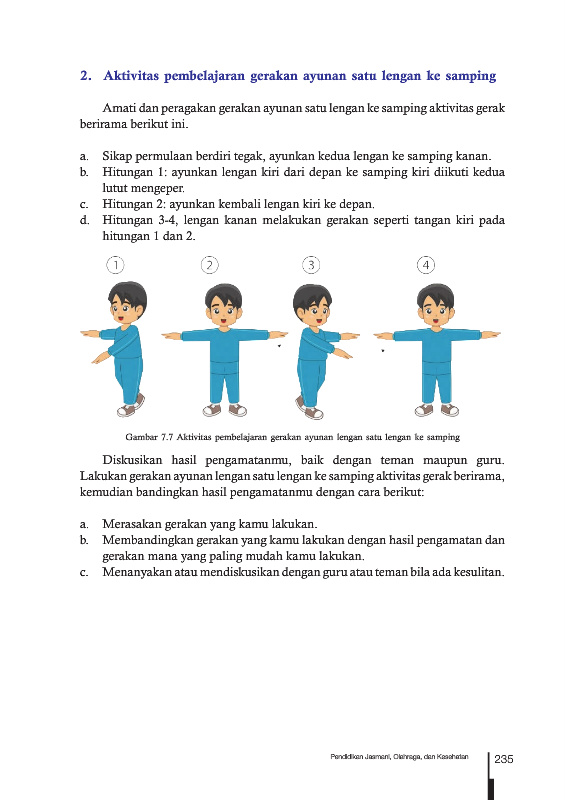 2. Aktivitas pembelajaran gerakan ayunan satu lengan ke samping
Amati dan peragakan gerakan ayunan satu lengan ke samping aktivitas gerak
berirama berikut ini.
a. Sikap permulaan berdiri tegak, ayunkan kedua lengan ke samping kanan.
b. Hitungan 1: ayunkan lengan kiri dari depan ke samping kiri diikuti kedua
lutut mengeper.
c. Hitungan 2: ayunkan kembali lengan kiri ke depan.
d. Hitungan 3-4, lengan kanan melakukan gerakan seperti tangan kiri pada
hitungan 1 dan 2.
1 2 3 4
Gambar 7.7 Aktivitas pembelajaran gerakan ayunan lengan satu lengan ke samping
Diskusikan hasil pengamatanmu, baik dengan teman maupun guru.
Lakukan gerakan ayunan lengan satu lengan ke samping aktivitas gerak berirama,
kemudian bandingkan hasil pengamatanmu dengan cara berikut:
a. Merasakan gerakan yang kamu lakukan.
b. Membandingkan gerakan yang kamu lakukan dengan hasil pengamatan dan
gerakan mana yang paling mudah kamu lakukan.
c. Menanyakan atau mendiskusikan dengan guru atau teman bila ada kesulitan.
Pendidikan Jasmani, Olehraga, dan Kesehatan 235